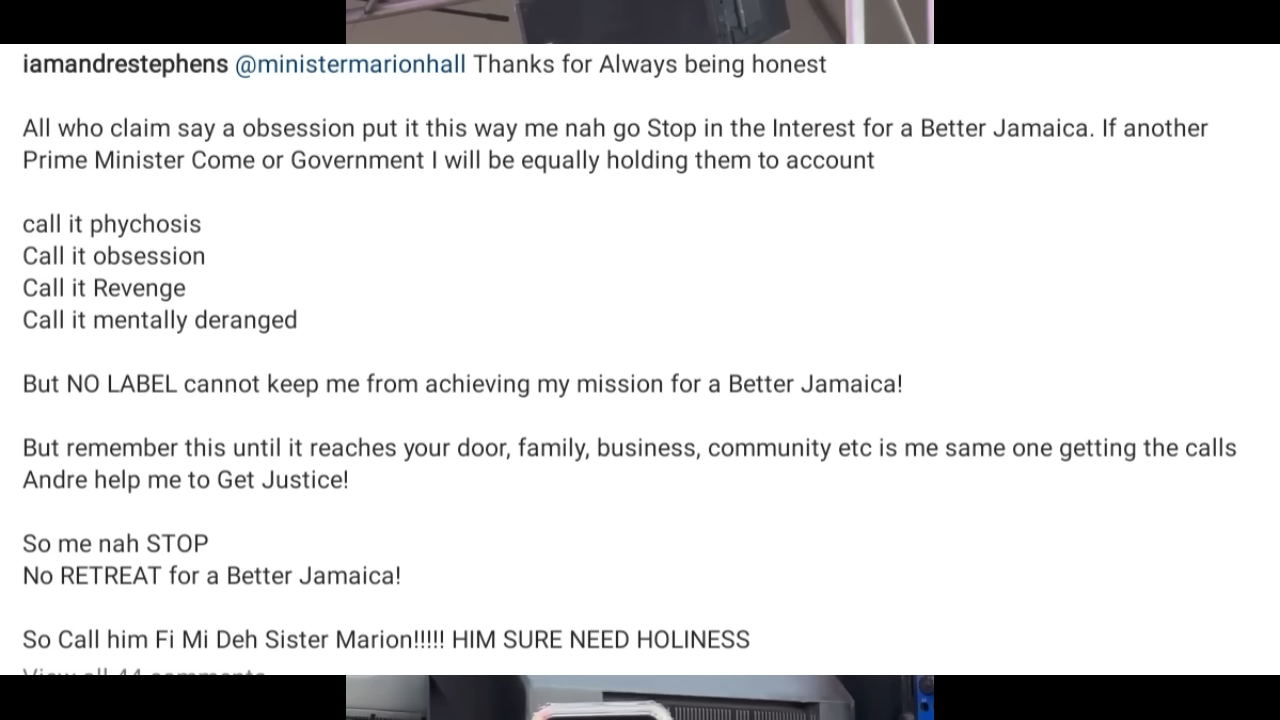 iamandrestephens @ministermarionhall Thanks for Always being honest
All who claim say a obsession put it this way me nah go Stop in the Interest for a Better Jamaica. If another
Prime Minister Come or Government I will be equally holding them to account
call it phychosis
Call it obsession
Call it Revenge
Call it mentally deranged
But NO LABEL cannot keep me from achieving my mission for a Better Jamaica!
But remember this until it reaches your door, family, business, community etc is me same one getting the calls
Andre help me to Get Justice!
So me nah STOP
No RETREAT for a Better Jamaica!
So Call him Fi Mi Deh Sister Marion!!!!! HIM SURE NEED HOLINESS
View all 44 comments